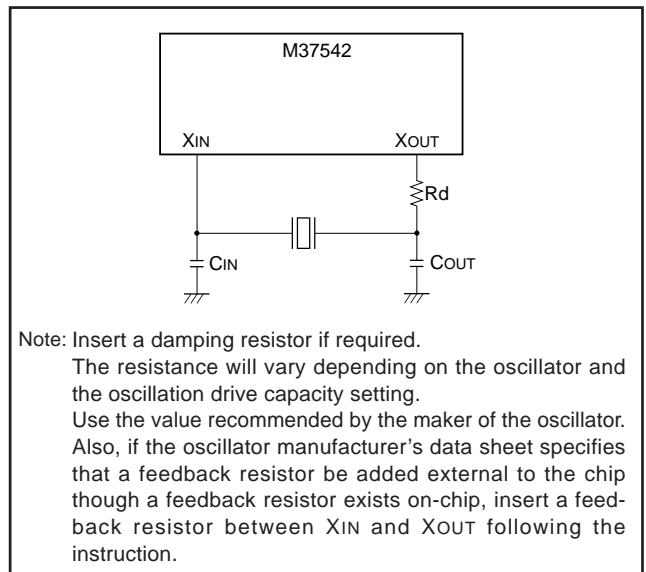 M37542
XIN XOUT
Rd
CIN COUT
Note: Insert a damping resistor if required.
The resistance will vary depending on the oscillator and
the oscillation drive capacity setting.
Use the value recommended by the maker of the oscillator.
Also, if the oscillator manufacturer’s data sheet specifies
that a feedback resistor be added external to the chip
though a feedback resistor exists on-chip, insert a feed-
back resistor between XIN and XOUT following the
instruction.